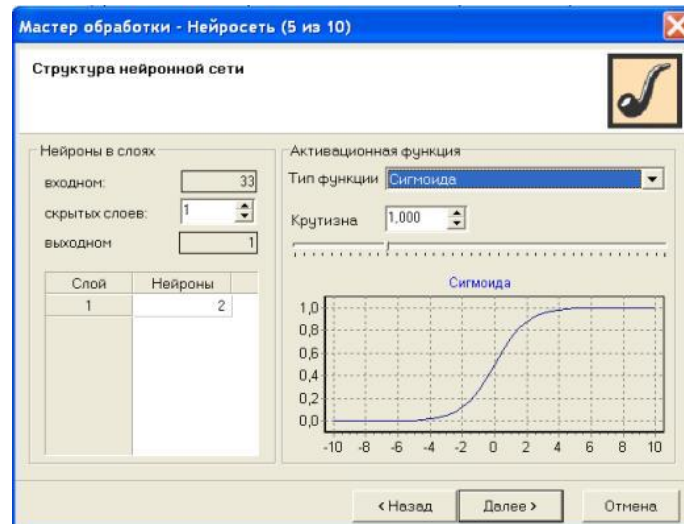 Мастер обработки - Нейросеть (5 из 10)
Структура нейронной сети
Нейроны в слоях
входном: 33
скрытых слоев: 1
выходном 1
Слой Нейроны
1 2
Активационная функция
Тип функции Сигмоида
Крутизна 1,000
Сигмоида
1,0
0,8
0,6
0,4
0,2
0,0
-10 -8 -6 -4 -2 0 2 4 6 8 10
< Назад Далее > Отмена